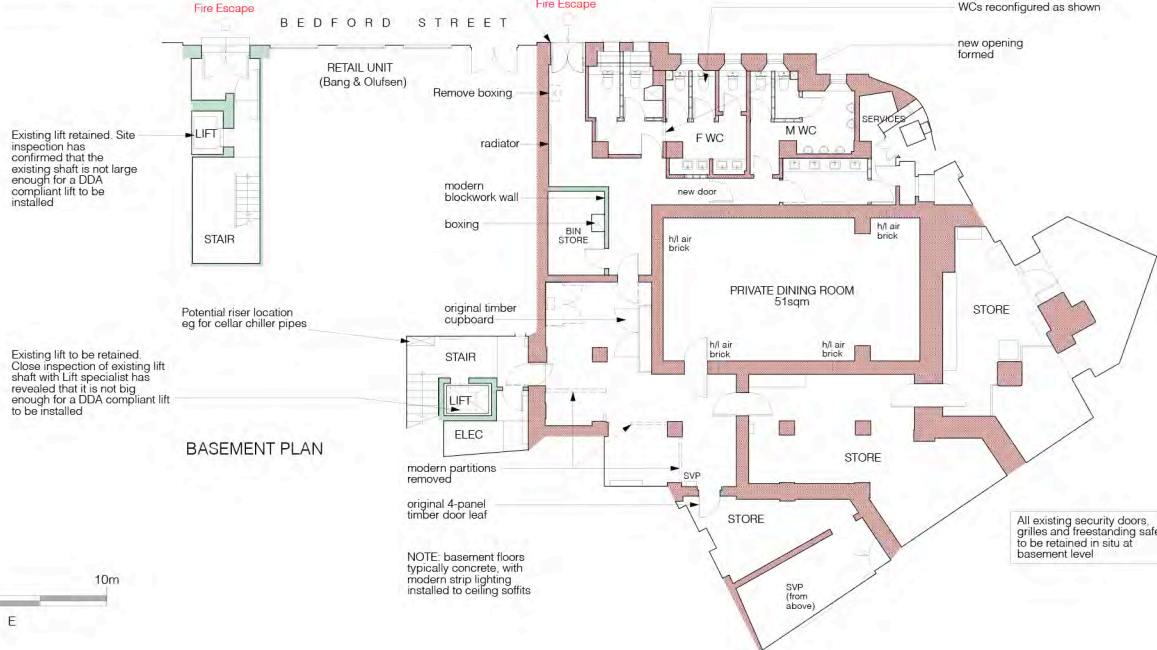 Fire Escape
BEDFORD STREET
Fire Escape
WCs reconfigured as shown
new opening
formed
RETAIL UNIT
(Bang & Olufsen)
Remove boxing
Existing lift retained. Site
inspection has
confirmed that the
existing shaft is not large
enough for a DDA
compliant lift to be
installed
LIFT
STAIR
radiator
F WC
M WC
SERVICES
modern
blockwork wall
new door
boxing
BIN
STORE
h/l air
brick
h/l air
brick
PRIVATE DINING ROOM
51sqm
STORE
original timber
cupboard
Potential riser location
eg for cellar chiller pipes
h/l air
brick
h/l air
brick
Existing lift to be retained.
Close inspection of existing lift
shaft with Lift specialist has
revealed that it is not big
enough for a DDA compliant lift
to be installed
STAIR
LIFT
ELEC
BASEMENT PLAN
modern partitions
removed
SVP
STORE
original 4-panel
timber door leaf
STORE
NOTE: basement floors
typically concrete, with
modern strip lighting
installed to ceiling soffits
SVP
(from
above)
All existing security doors,
grilles and freestanding safe
to be retained in situ at
basement level
10m
E